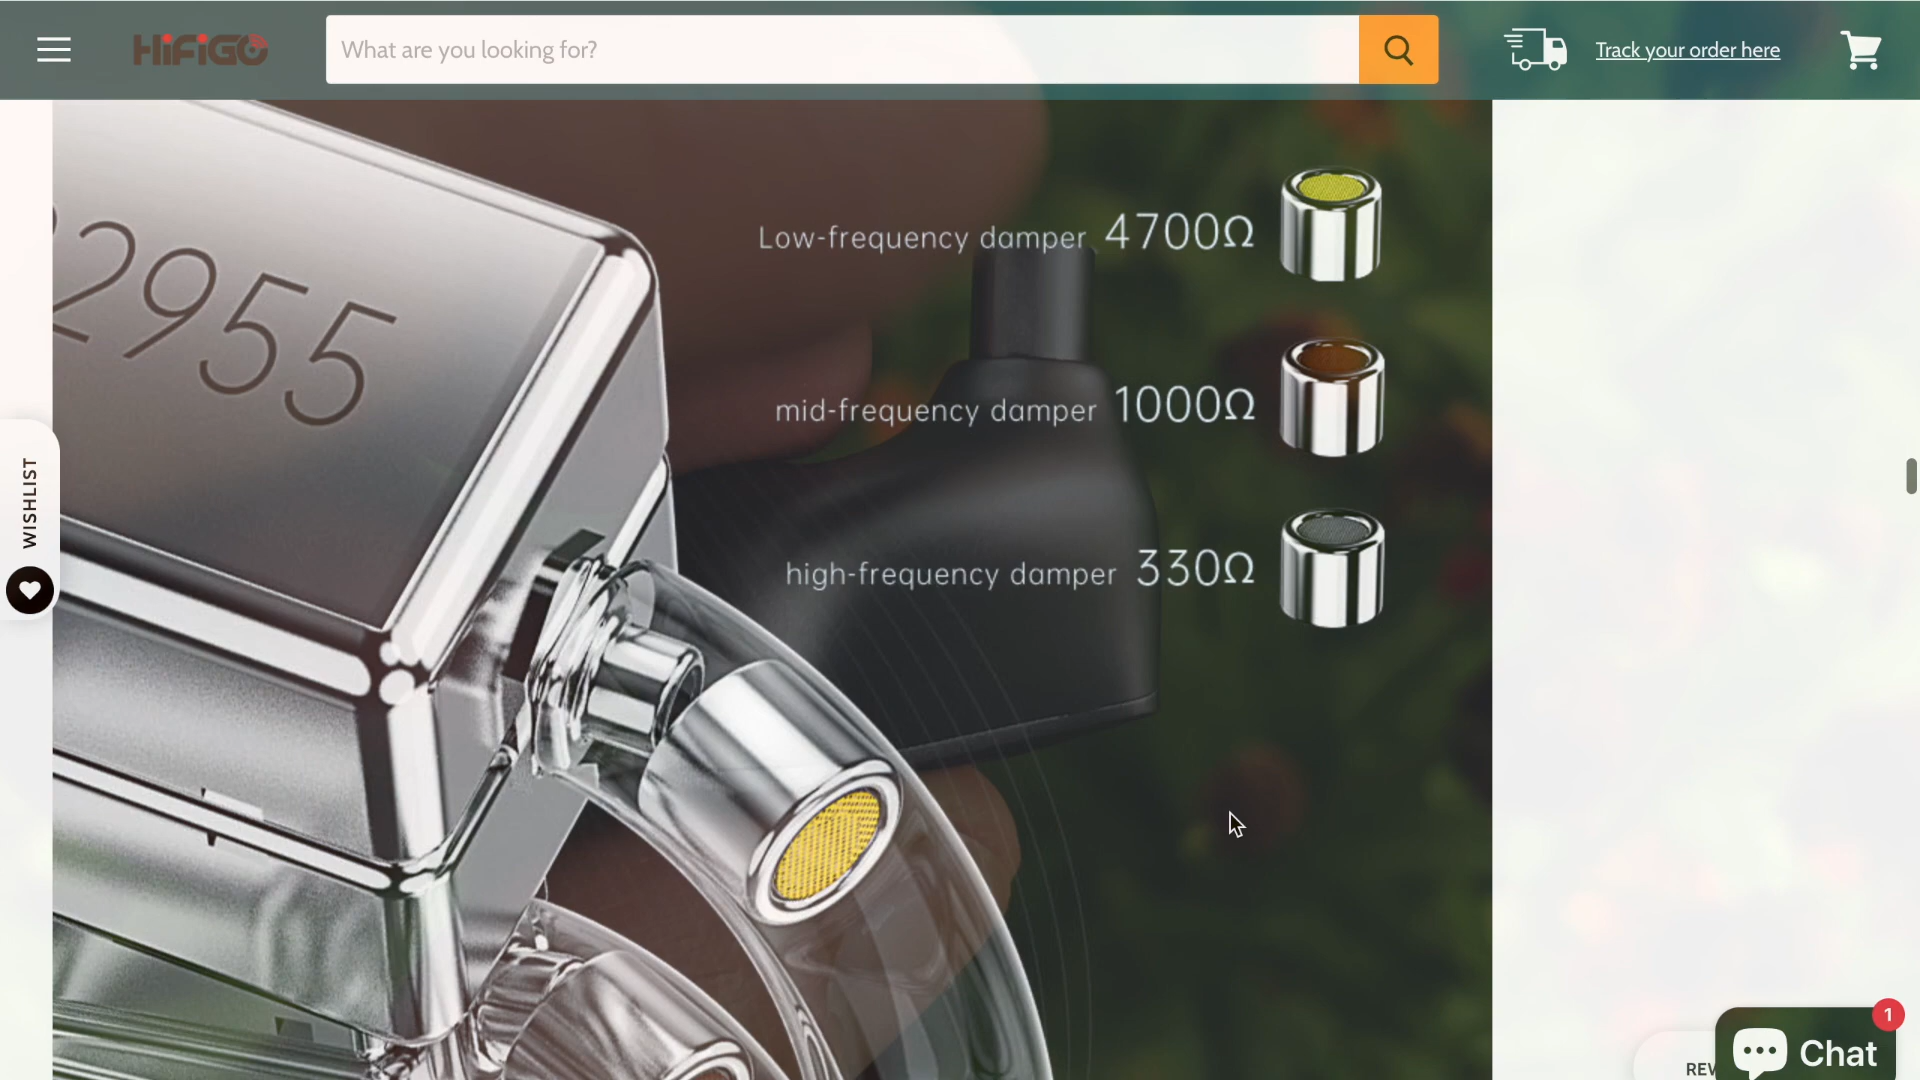 HiFiGO
What are you looking for?
Track your order here
2955
Low-frequency damper 4700Ω
mid-frequency damper 1000Ω
high-frequency damper 330Ω
WISHLIST
1
Chat